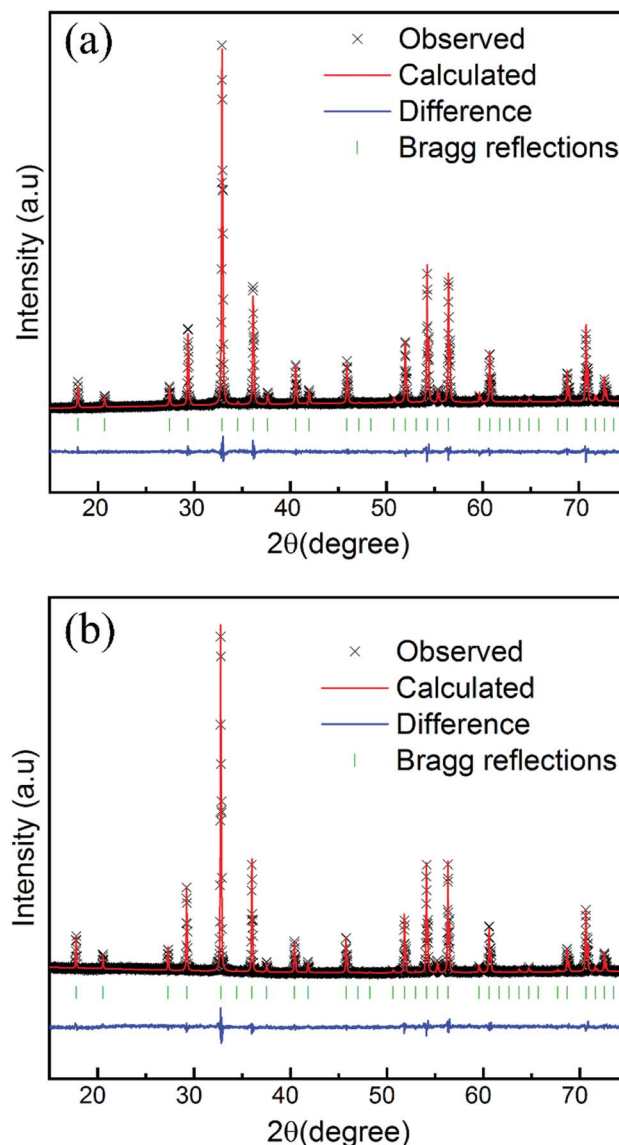 (a)
Observed
Calculated
Difference
Bragg reflections
Intensity (a.u)
20 30 40 50 60 70
2θ(degree)
(b)
Observed
Calculated
Difference
Bragg reflections
Intensity (a.u)
20 30 40 50 60 70
2θ(degree)